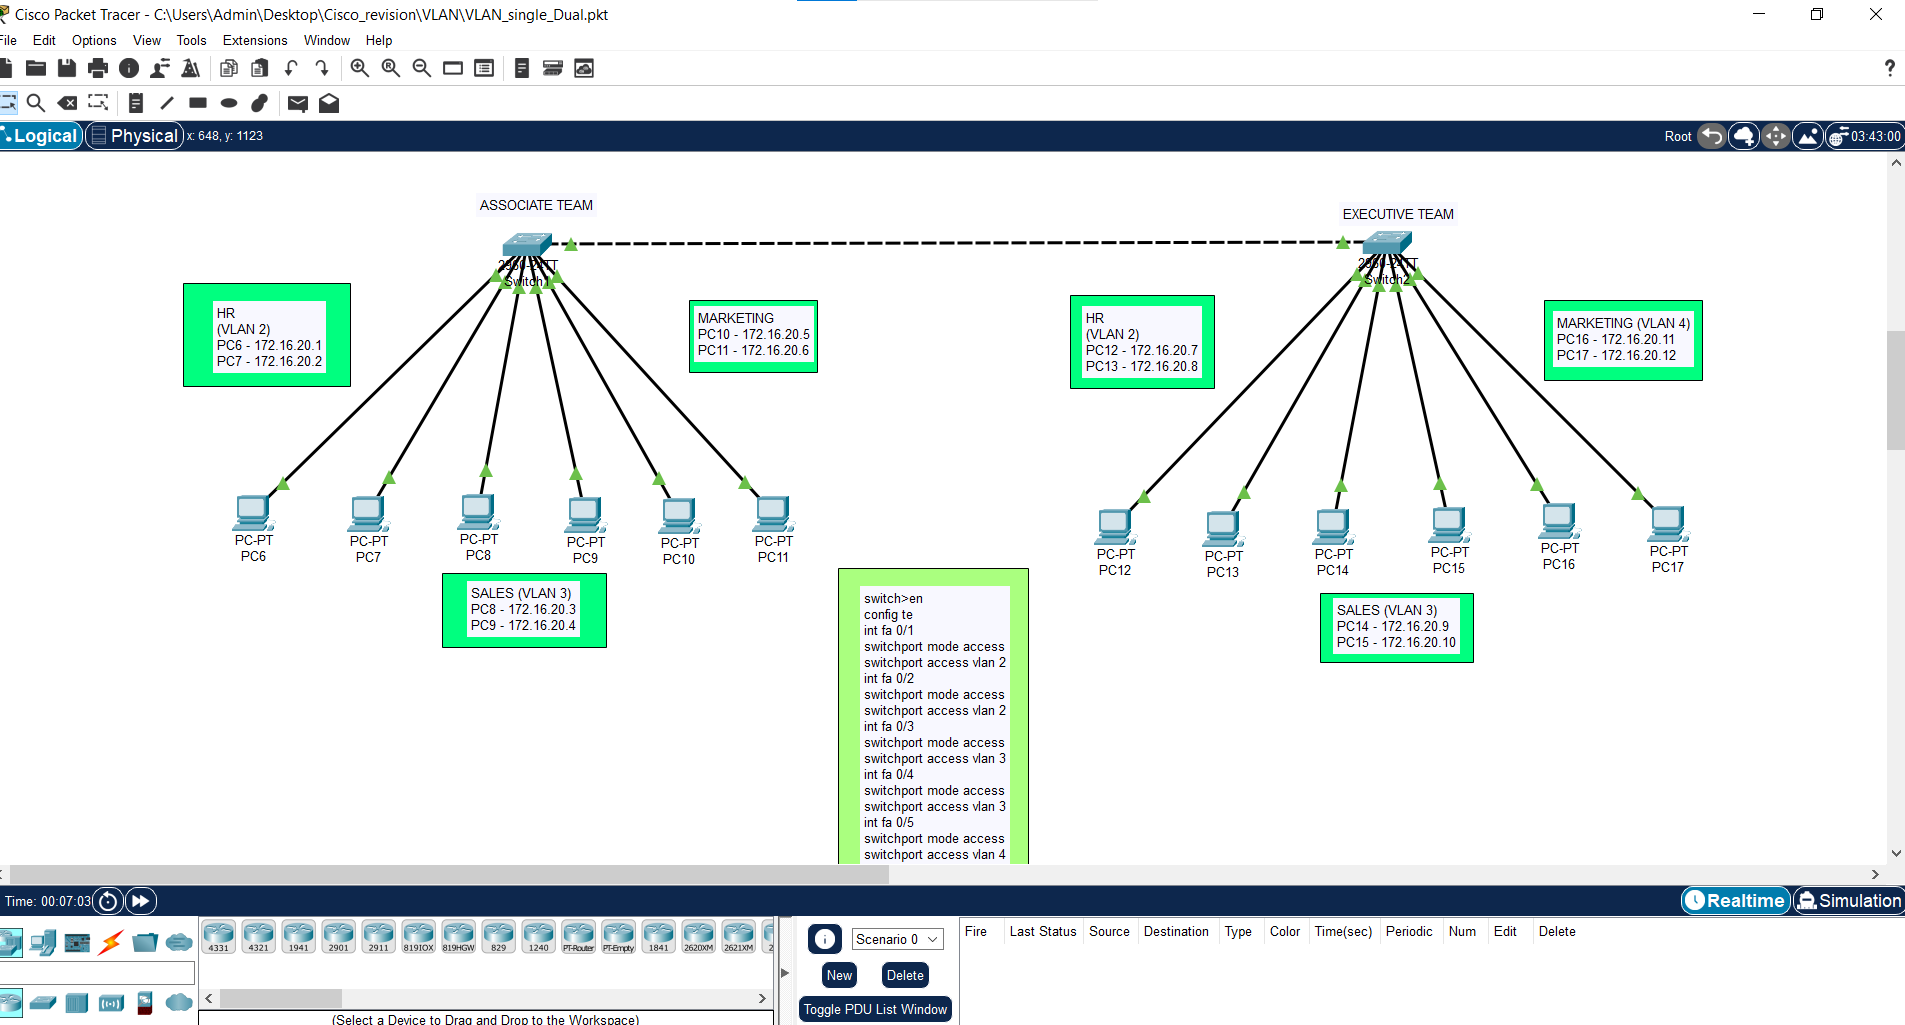 Cisco Packet Tracer - C:\Users\Admin\Desktop\Cisco_revision\VLAN\VLAN_single_Dual.pkt
File Edit Options View Tools Extensions Window Help
?
Logical Physical x: 648, y: 1123 Root 03:43:00
ASSOCIATE TEAM
EXECUTIVE TEAM
2960-24TT
Switch1
2960-24TT
Switch2
HR
(VLAN 2)
PC6 - 172.16.20.1
PC7 - 172.16.20.2
MARKETING
PC10 - 172.16.20.5
PC11 - 172.16.20.6
HR
(VLAN 2)
PC12 - 172.16.20.7
PC13 - 172.16.20.8
MARKETING (VLAN 4)
PC16 - 172.16.20.11
PC17 - 172.16.20.12
PC-PT
PC6
PC-PT
PC7
PC-PT
PC8
PC-PT
PC9
PC-PT
PC10
PC-PT
PC11
PC-PT
PC12
PC-PT
PC13
PC-PT
PC14
PC-PT
PC15
PC-PT
PC16
PC-PT
PC17
SALES (VLAN 3)
PC8 - 172.16.20.3
PC9 - 172.16.20.4
SALES (VLAN 3)
PC14 - 172.16.20.9
PC15 - 172.16.20.10
switch>en
config te
int fa 0/1
switchport mode access
switchport access vlan 2
int fa 0/2
switchport mode access
switchport access vlan 2
int fa 0/3
switchport mode access
switchport access vlan 3
int fa 0/4
switchport mode access
switchport access vlan 3
int fa 0/5
switchport mode access
switchport access vlan 4
Time: 00:07:03 Realtime Simulation
4331 4321 1941 2901 2911 819IOX 819HGW 829 1240 PT-Router PT-Empty 1841 2620XM 2621XM 2
(Select a Device to Drag and Drop to the Workspace)
Scenario 0
New Delete
Toggle PDU List Window
Fire Last Status Source Destination Type Color Time(sec) Periodic Num Edit Delete